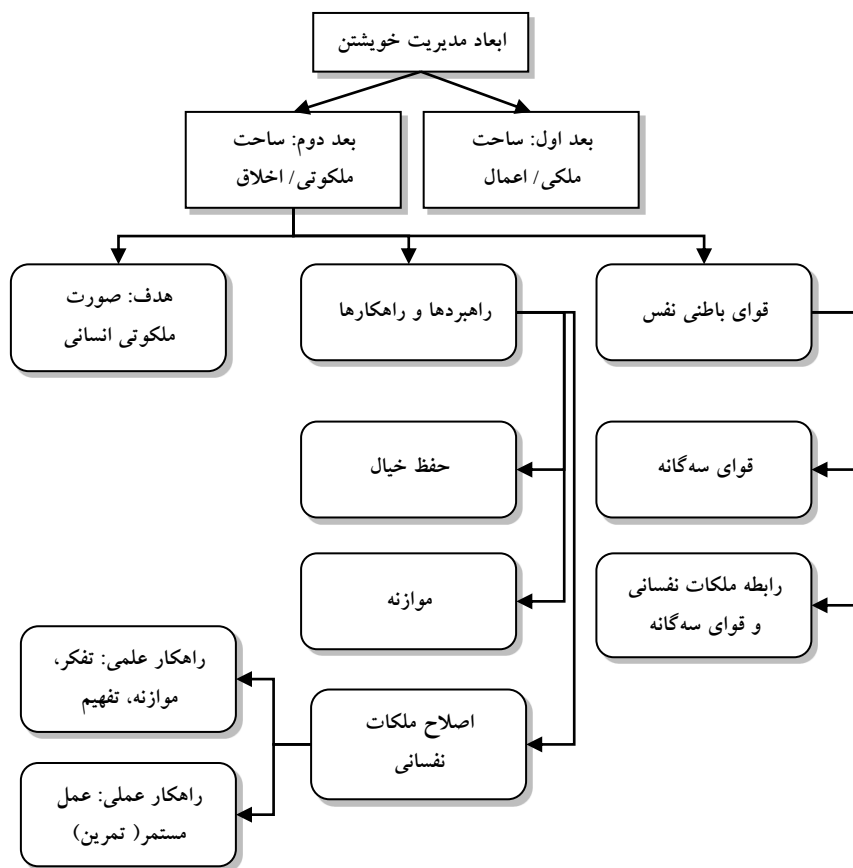 ابعاد مدیریت خویشتن
بعد اول: ساحت
ملکی/ اعمال
بعد دوم: ساحت
ملکوتی/ اخلاق
قوای باطنی نفس
راهبردها و راهکارها
هدف: صورت
ملکوتی انسانی
قوای سه‌گانه
حفظ خیال
رابطه ملکات نفسانی
و قوای سه‌گانه
موازنه
اصلاح ملکات
نفسانی
راهکار علمی: تفکر،
موازنه، تفهیم
راهکار عملی: عمل
مستمر( تمرین)